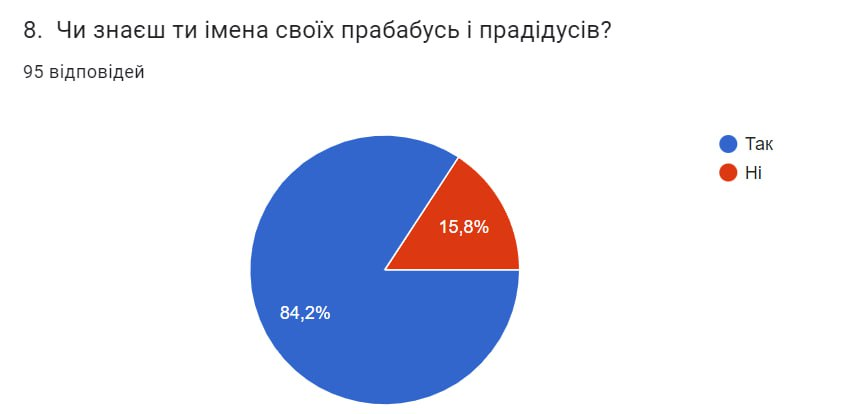 8. Чи знаєш ти імена своїх прабабусь і прадідусів?
95 відповідей
Так
Ні
15,8%
84,2%